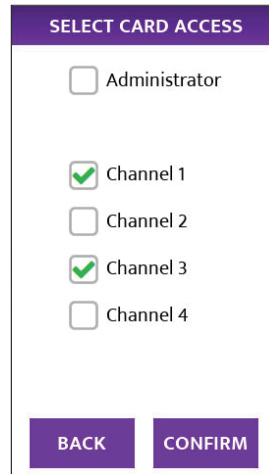 SELECT CARD ACCESS
Administrator
Channel 1
Channel 2
Channel 3
Channel 4
BACK CONFIRM